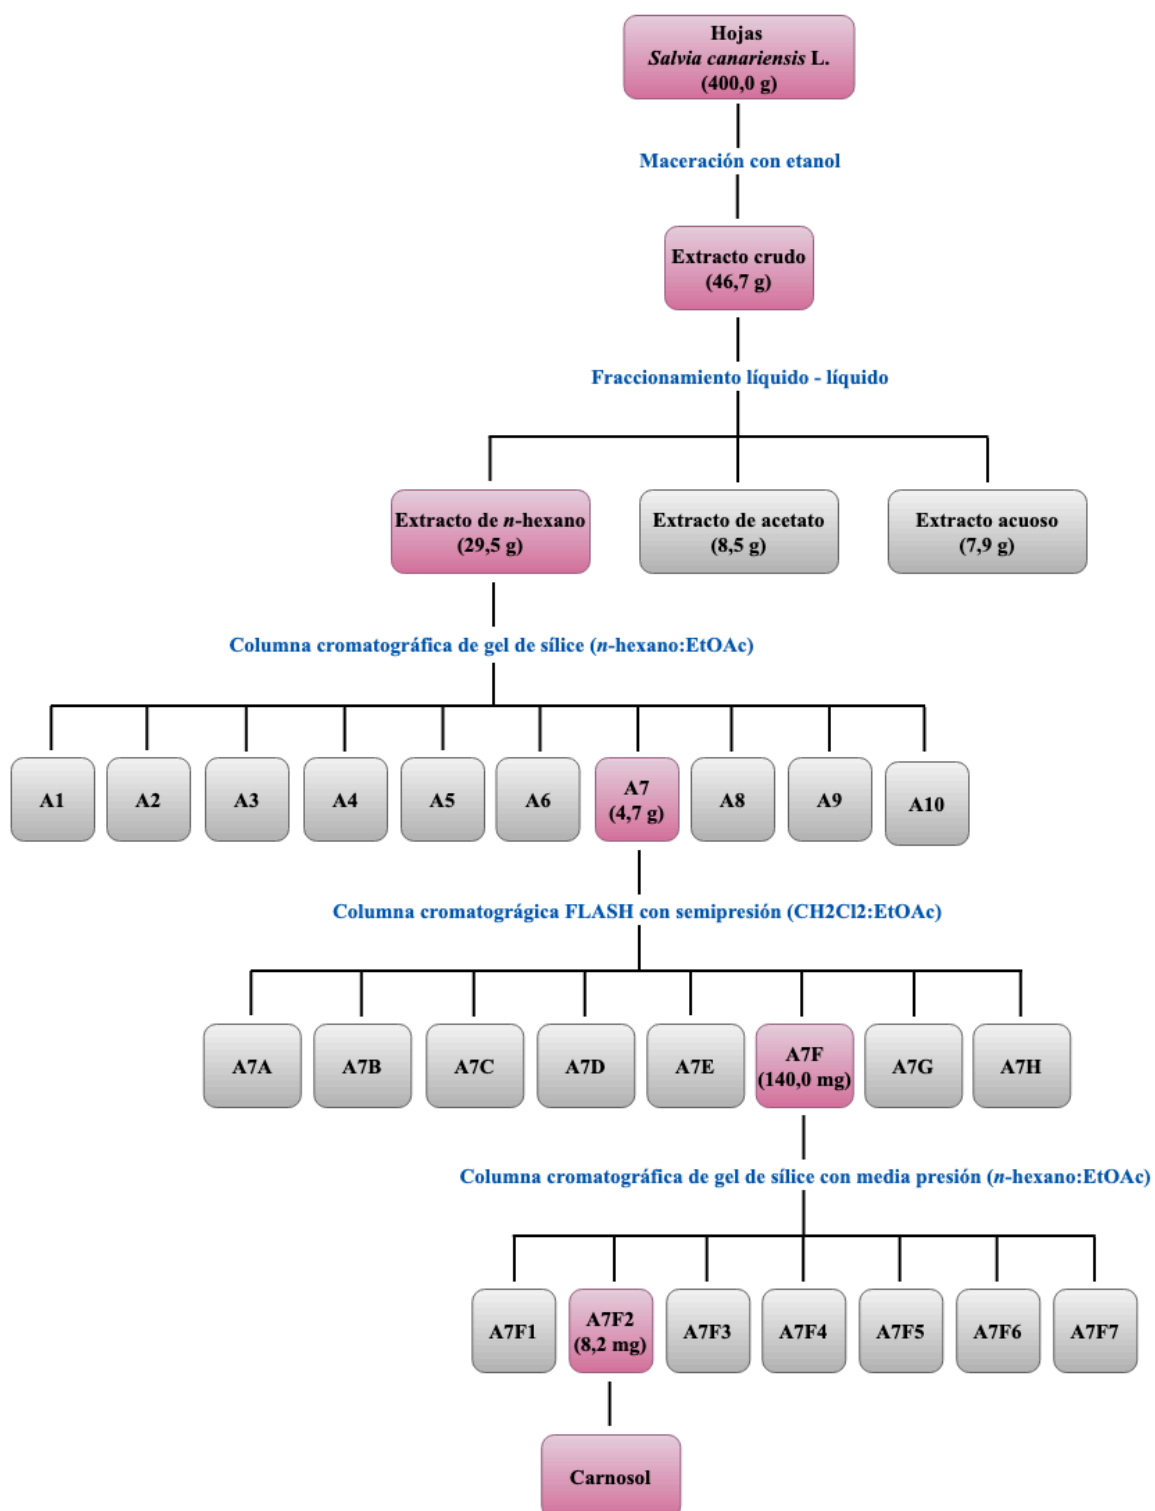 Hojas
Salvia canariensis L.
(400,0 g)
Maceración con etanol
Extracto crudo
(46,7 g)
Fraccionamiento líquido - líquido
Extracto de n-hexano
(29,5 g)
Extracto de acetato
(8,5 g)
Extracto acuoso
(7,9 g)
Columna cromatográfica de gel de sílice (n-hexano:EtOAc)
A1
A2
A3
A4
A5
A6
A7
(4,7 g)
A8
A9
A10
Columna cromatográgica FLASH con semipresión (CH2Cl2:EtOAc)
A7A
A7B
A7C
A7D
A7E
A7F
(140,0 mg)
A7G
A7H
Columna cromatográfica de gel de sílice con media presión (n-hexano:EtOAc)
A7F1
A7F2
(8,2 mg)
A7F3
A7F4
A7F5
A7F6
A7F7
Carnosol